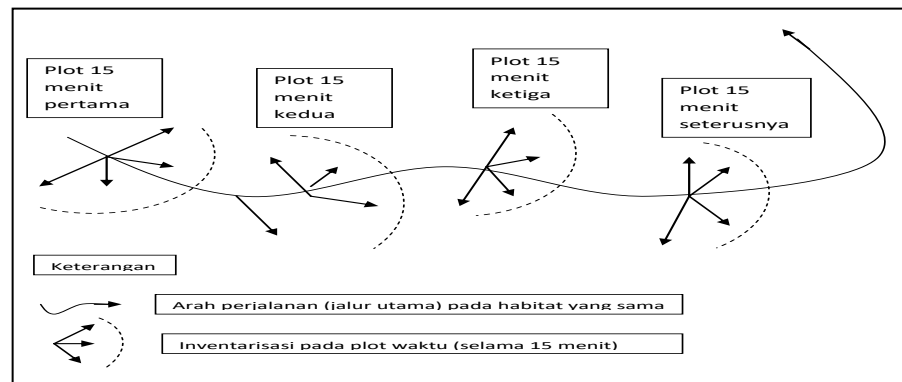 Plot 15
menit
pertama
Plot 15
menit
kedua
Plot 15
menit
ketiga
Plot 15
menit
seterusnya
Keterangan
Arah perjalanan (jalur utama) pada habitat yang sama
Inventarisasi pada plot waktu (selama 15 menit)